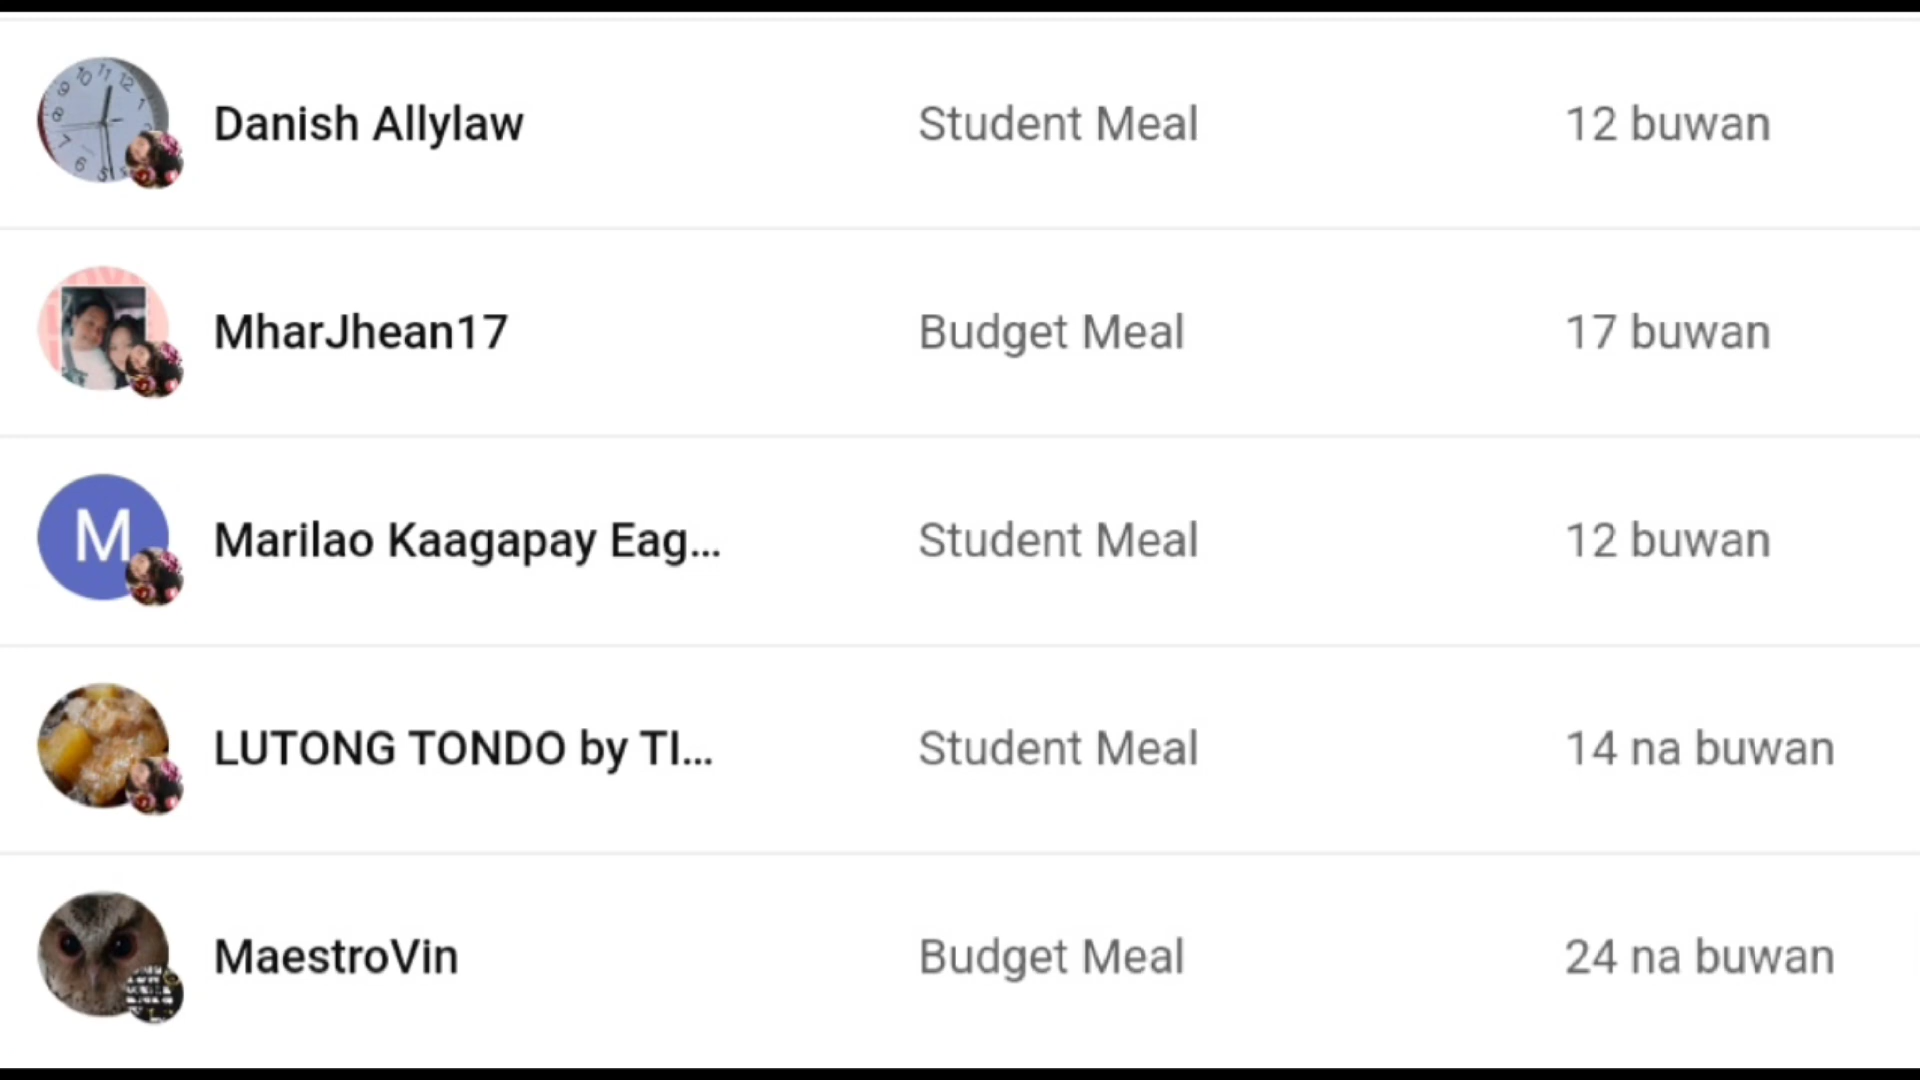 Danish Allylaw Student Meal 12 buwan
MharJhean17 Budget Meal 17 buwan
M
Marilao Kaagapay Eag... Student Meal 12 buwan
LUTONG TONDO by TI... Student Meal 14 na buwan
MaestroVin Budget Meal 24 na buwan